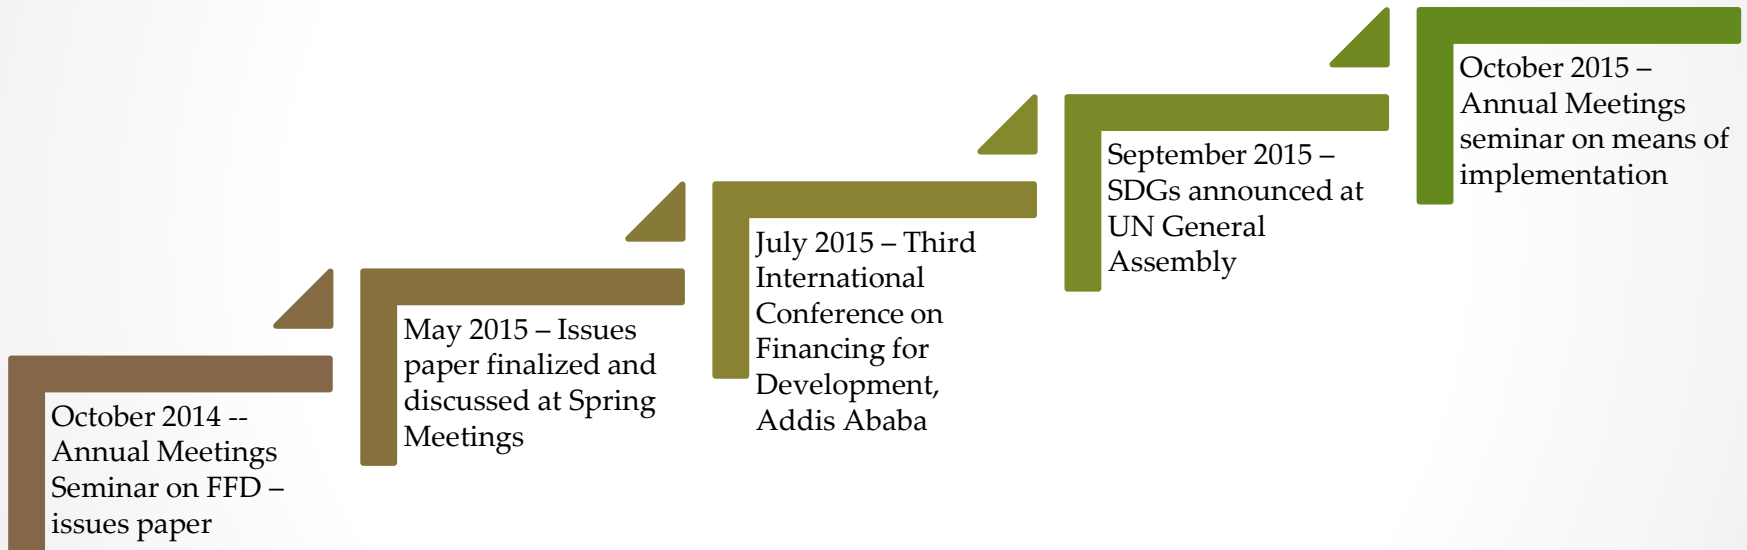 October 2014 --
Annual Meetings
Seminar on FFD –
issues paper
May 2015 – Issues
paper finalized and
discussed at Spring
Meetings
July 2015 – Third
International
Conference on
Financing for
Development,
Addis Ababa
September 2015 –
SDGs announced at
UN General
Assembly
October 2015 –
Annual Meetings
seminar on means of
implementation